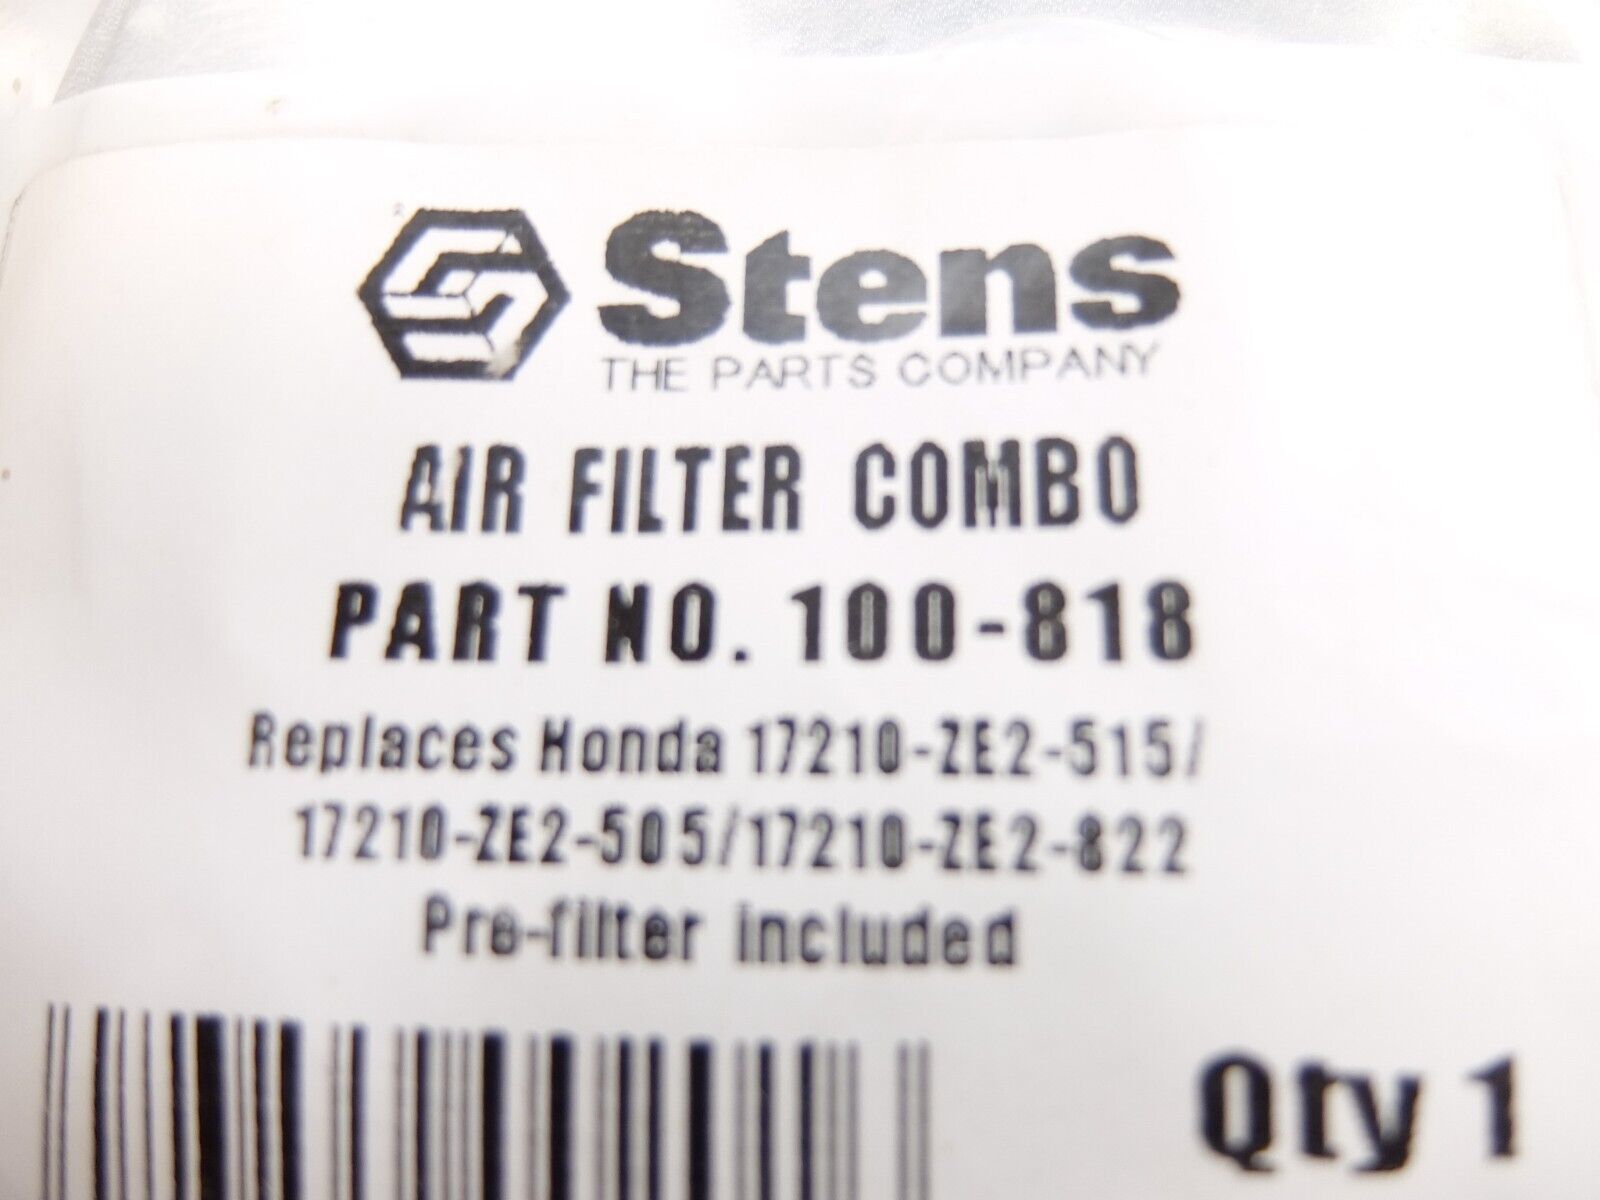 Stens
THE PARTS COMPANY
AIR FILTER COMBO
PART NO. 100-818
Replaces Honda 17210-ZE2-515/
17210-ZE2-505/17210-ZE2-822
Pre-filter included
Qty 1